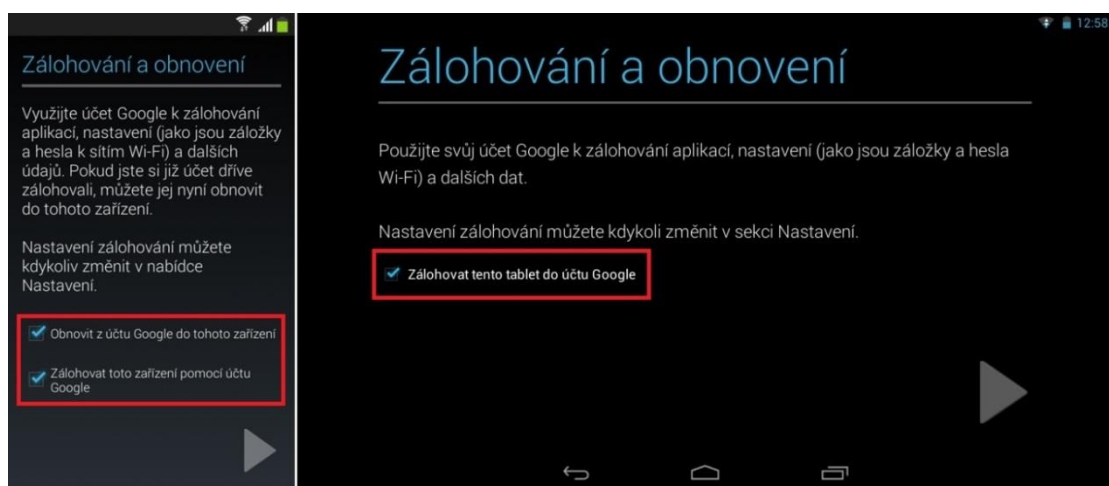 Zálohování a obnovení
Využijte účet Google k zálohování
aplikací, nastavení (jako jsou záložky
a hesla k sítím Wi-Fi) a dalších
údajů. Pokud jste si již účet dříve
zálohovali, můžete jej nyní obnovit
do tohoto zařízení.
Nastavení zálohování můžete
kdykoliv změnit v nabídce
Nastavení.
Obnovit z účtu Google do tohoto zařízení
Zálohovat toto zařízení pomocí účtu
Google
12:58
Zálohování a obnovení
Použijte svůj účet Google k zálohování aplikací, nastavení (jako jsou záložky a hesla
Wi-Fi) a dalších dat.
Nastavení zálohování můžete kdykoli změnit v sekci Nastavení.
Zálohovat tento tablet do účtu Google